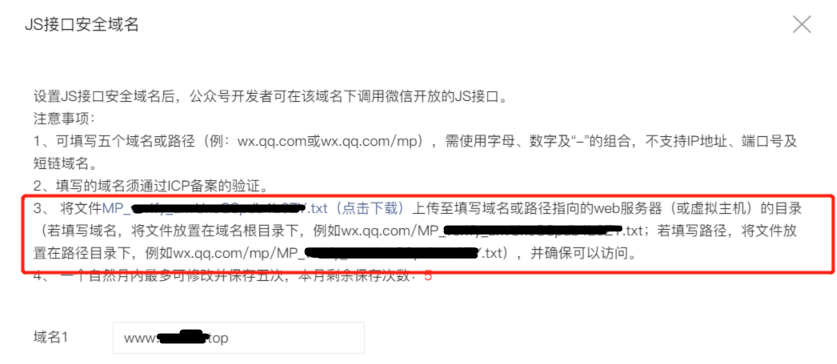 JS接口安全域名
设置JS接口安全域名后，公众号开发者可在该域名下调用微信开放的JS接口。
注意事项：
1、可填写五个域名或路径（例：wx.qq.com或wx.qq.com/mp），需使用字母、数字及“-”的组合，不支持IP地址、端口号及
短链域名。
2、填写的域名须通过ICP备案的验证。
3、 将文件MP_ .txt（点击下载）上传至填写域名或路径指向的web服务器（或虚拟主机）的目录
（若填写域名，将文件放置在域名根目录下，例如wx.qq.com/MP_ .txt；若填写路径，将文件放
置在路径目录下，例如wx.qq.com/mp/MP_ .txt），并确保可以访问。
4、 一个自然月内最多可修改并保存五次，本月剩余保存次数：5
域名1
www. top